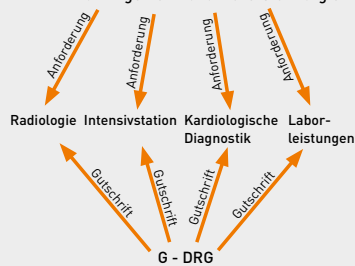 Anforderung
Anforderung
Anforderung
Anforderung
Radiologie Intensivstation Kardiologische Labor-
Diagnostik leistungen
Gutschrift
Gutschrift
Gutschrift
Gutschrift
G - DRG